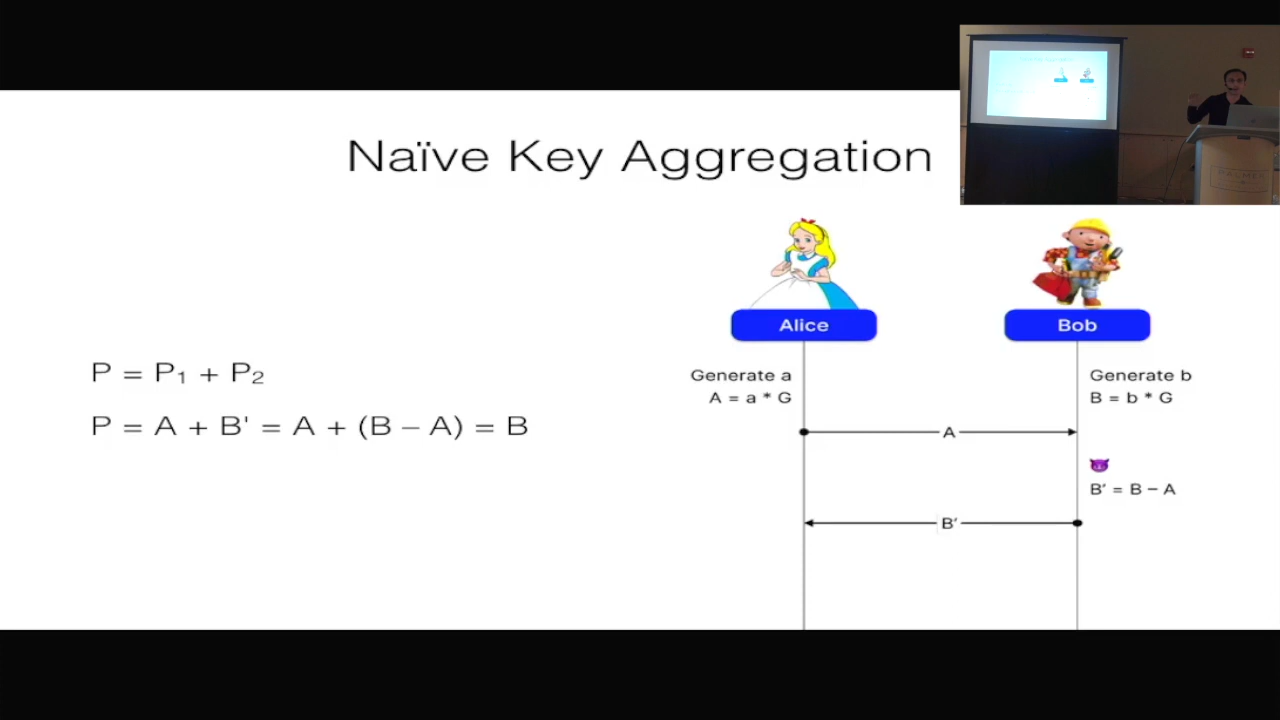 Naïve Key Aggregation
Alice
Bob
Generate a
A = a * G
Generate b
B = b * G
P = P₁ + P₂
P = A + B' = A + (B – A) = B
A
😈
B' = B – A
B'